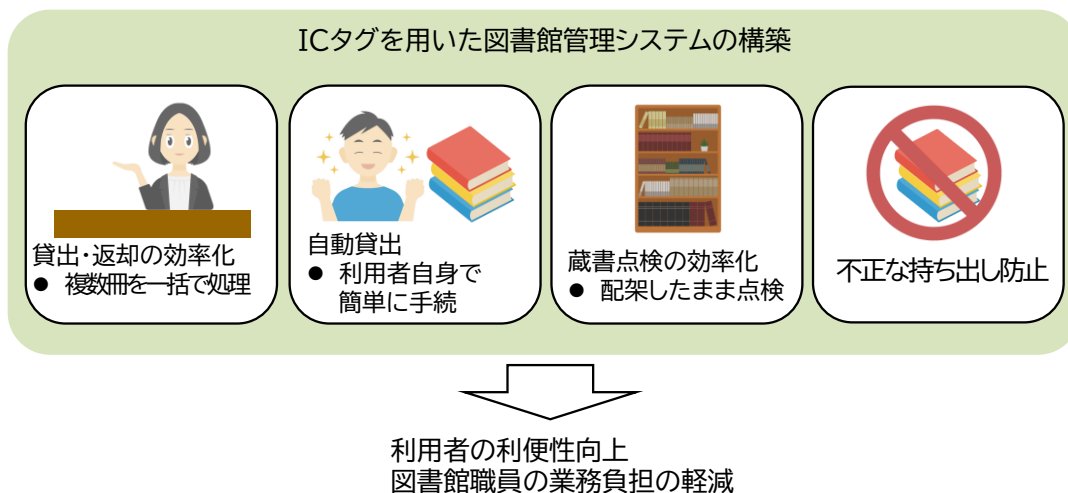 ICタグを用いた図書館管理システムの構築
貸出・返却の効率化
● 複数冊を一括で処理
自動貸出
● 利用者自身で
簡単に手続
蔵書点検の効率化
● 配架したまま点検
不正な持ち出し防止
利用者の利便性向上
図書館職員の業務負担の軽減